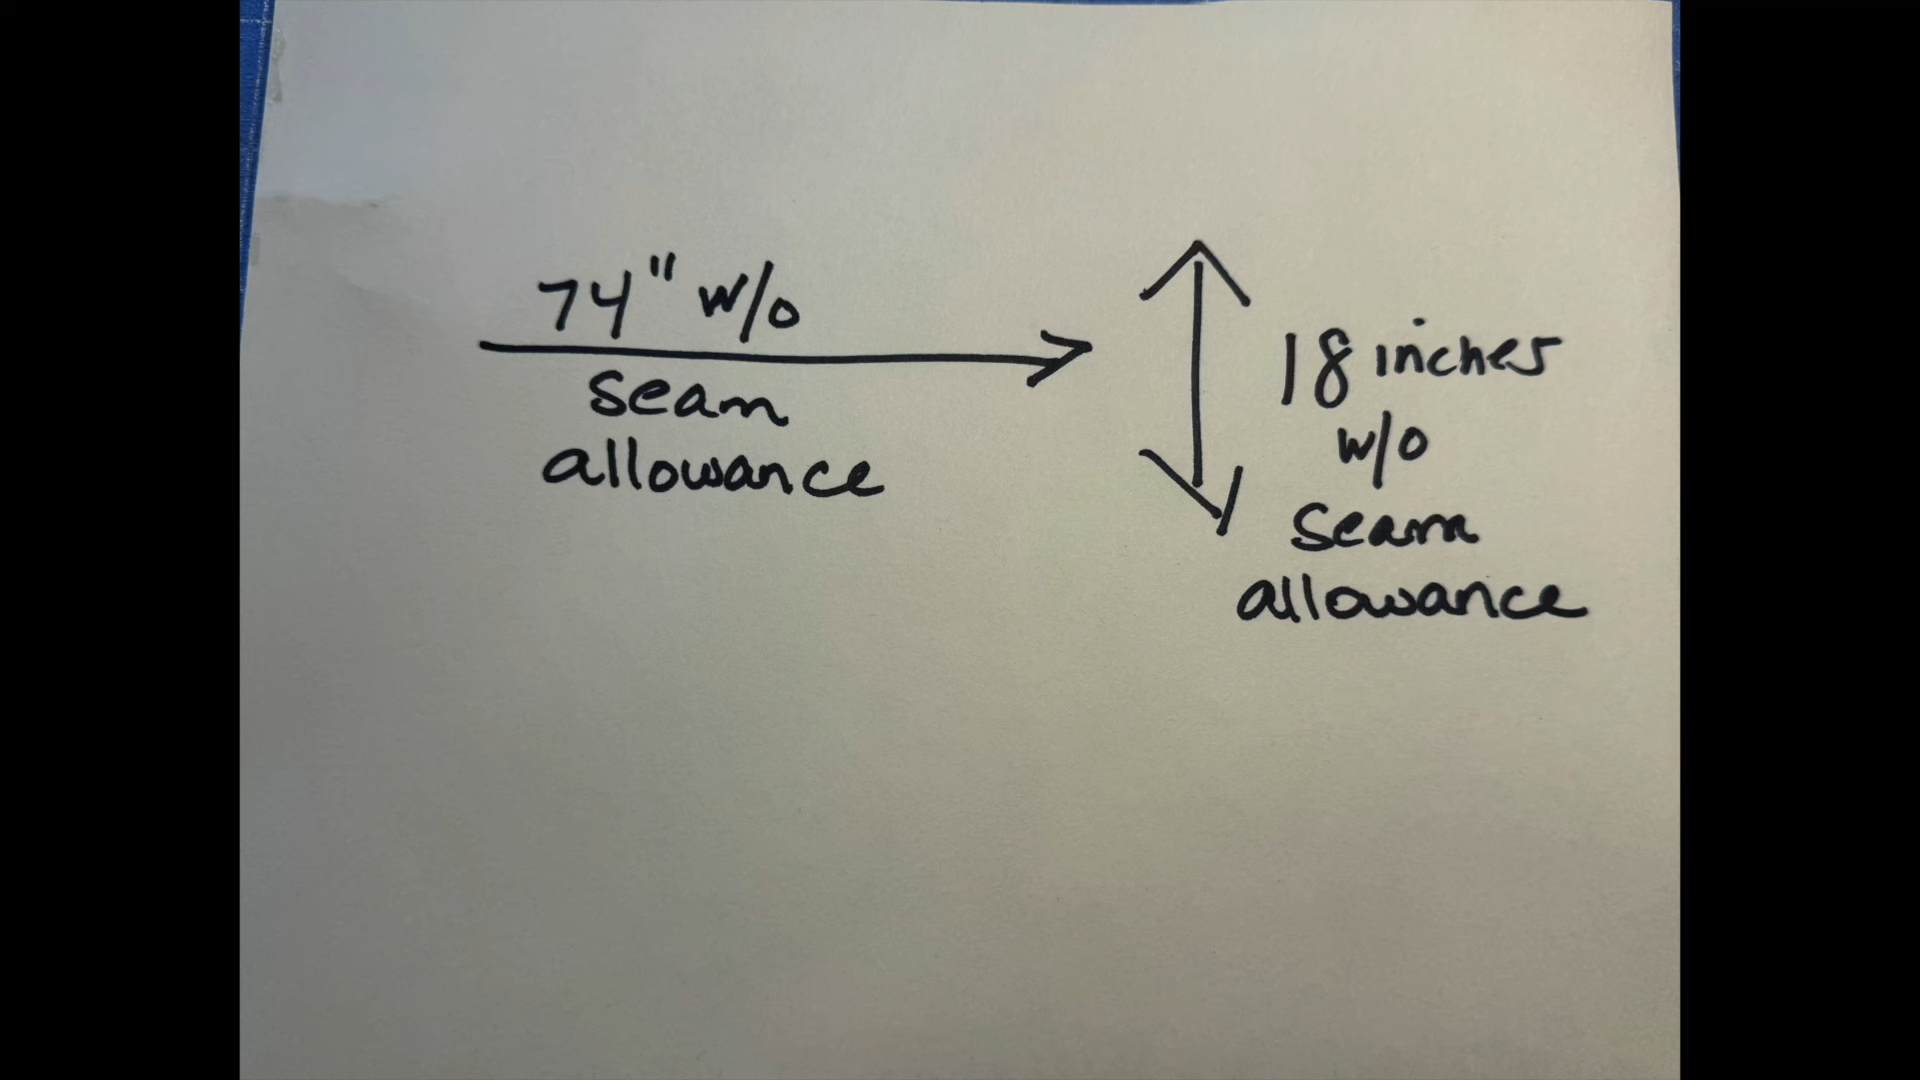 74" w/o
seam
allowance
18 inches
w/o
seam
allowance